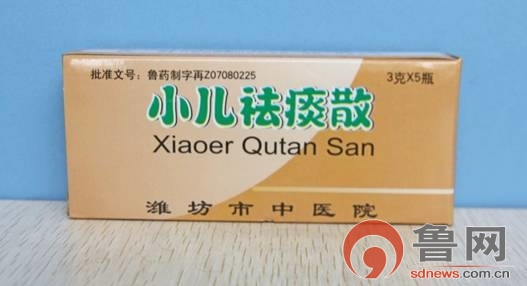 批准文号：鲁药制字再Z07080225
3克X5瓶
小儿祛痰散
Xiaoer Qutan San
潍坊市中医院
鲁网
sdnews.com.cn